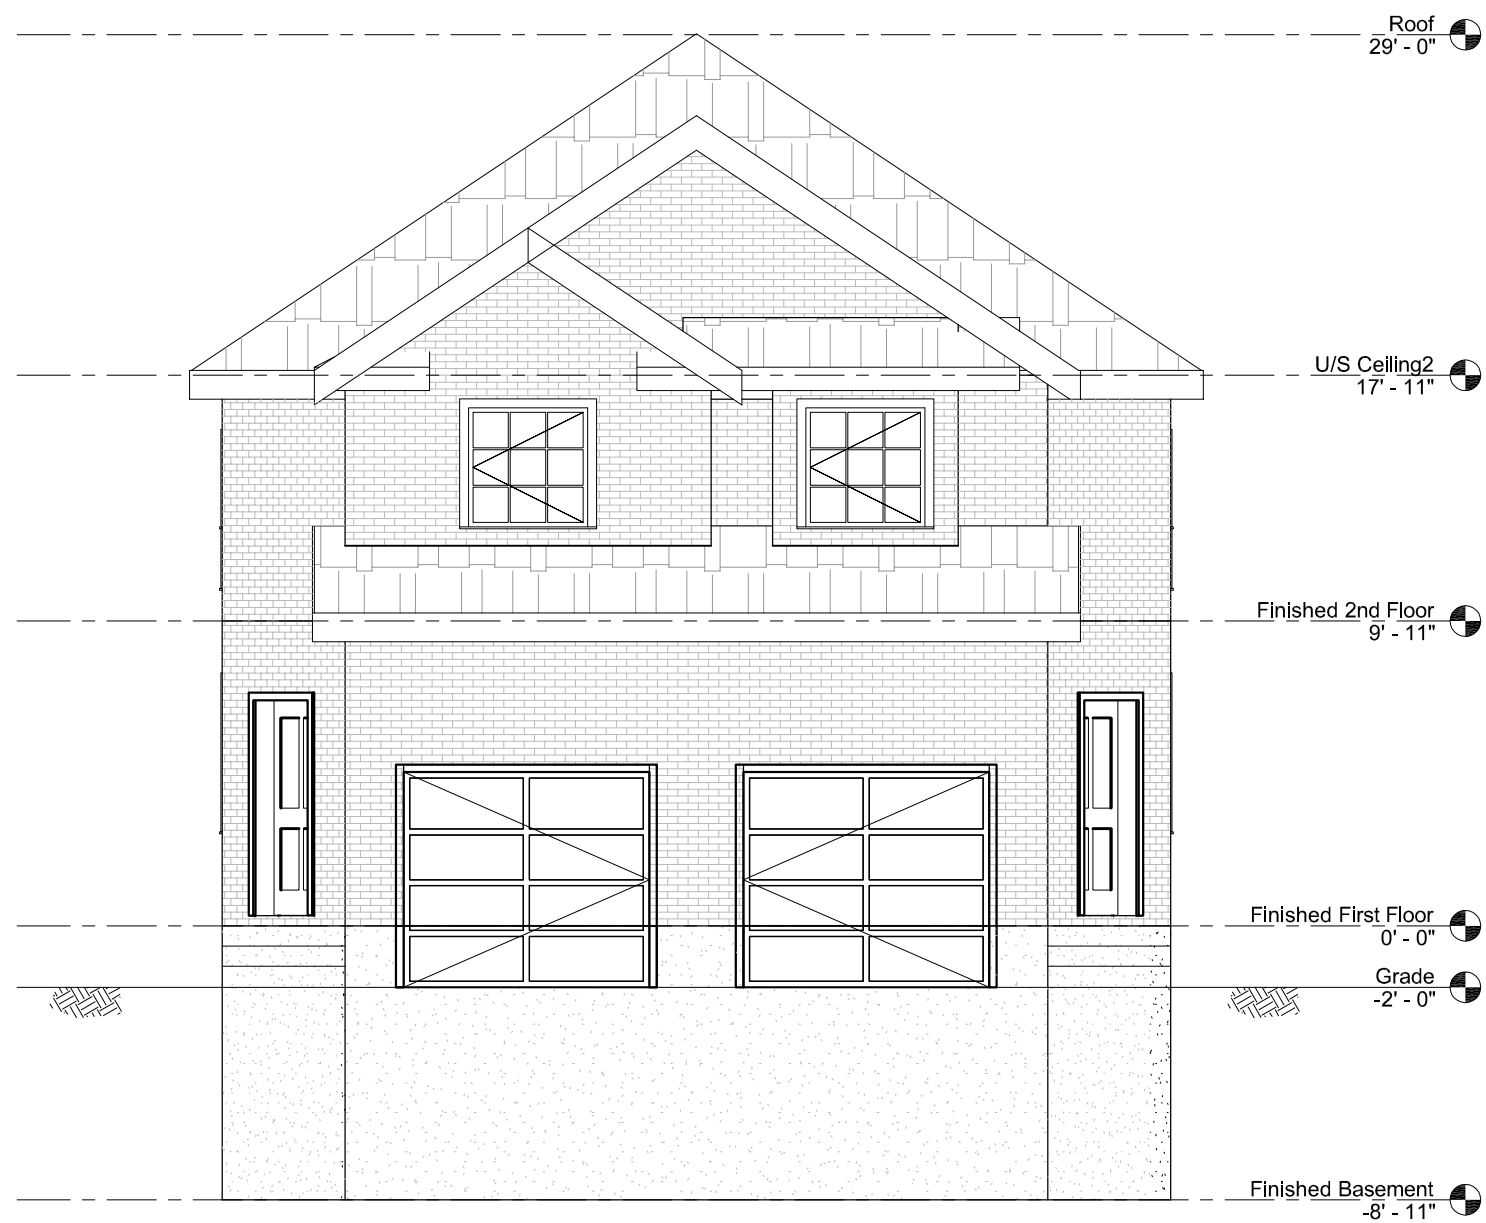 Roof
29' - 0"
U/S Ceiling2
17' - 11"
Finished 2nd Floor
9' - 11"
Finished First Floor
0' - 0"
Grade
-2' - 0"
Finished Basement
-8' - 11"